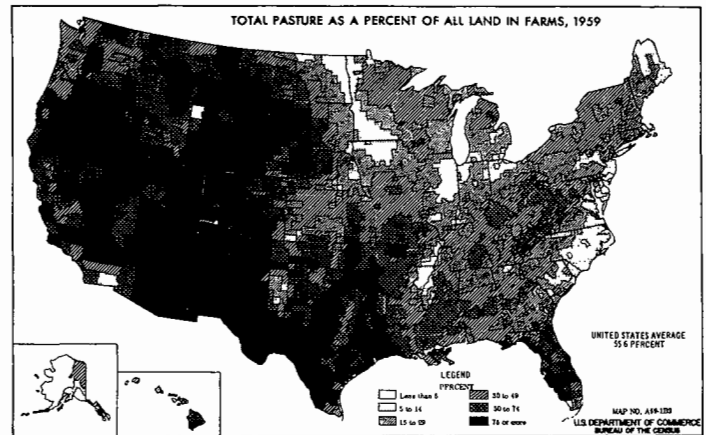 TOTAL PASTURE AS A PERCENT OF ALL LAND IN FARMS, 1959
UNITED STATES AVERAGE
55.6 PERCENT
LEGEND
PERCENT
Less than 5
5 to 14
15 to 29
30 to 49
50 to 74
75 or more
MAP NO.
U.S. DEPARTMENT OF COMMERCE
BUREAU OF THE CENSUS